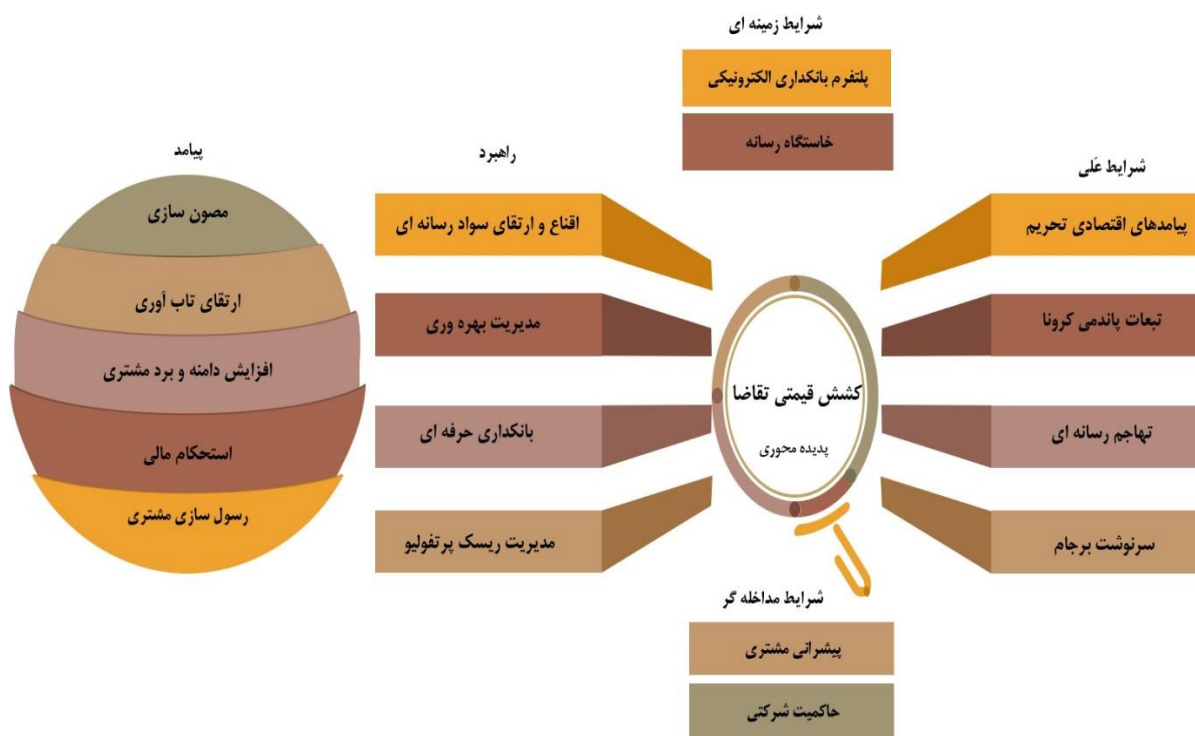 شرایط زمینه ای
پلتفرم بانکداری الکترونیکی
خاستگاه رسانه
شرایط عَلی
پیامدهای اقتصادی تحریم
تبعات پاندمی کرونا
تهاجم رسانه ای
سرنوشت برجام
کشش قیمتی تقاضا
پدیده محوری
راهبرد
اقناع و ارتقای سواد رسانه ای
مدیریت بهره وری
بانکداری حرفه ای
مدیریت ریسک پرتفولیو
پیامد
مصون سازی
ارتقای تاب آوری
افزایش دامنه و برد مشتری
استحکام مالی
رسول سازی مشتری
شرایط مداخله گر
پیشرانی مشتری
حاکمیت شرکتی